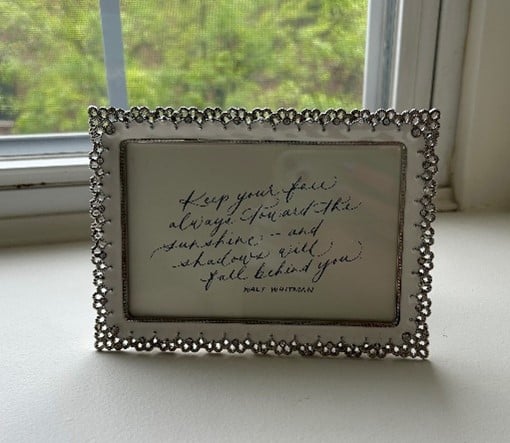 Keep your face
always toward the
sunshine -- and
shadows will
fall behind you.
WALT WHITMAN